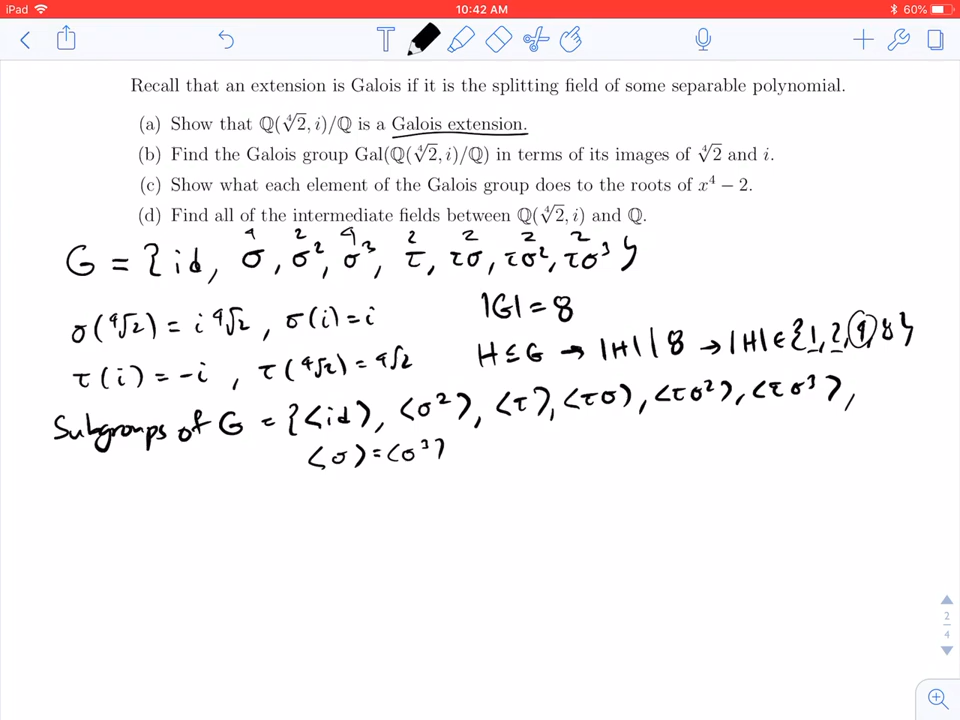 iPad 10:42 AM 60%
T
Recall that an extension is Galois if it is the splitting field of some separable polynomial.
(a) Show that ℚ(∜2, i)/ℚ is a Galois extension.
(b) Find the Galois group Gal(ℚ(∜2, i)/ℚ) in terms of its images of ∜2 and i.
(c) Show what each element of the Galois group does to the roots of x⁴ − 2.
(d) Find all of the intermediate fields between ℚ(∜2, i) and ℚ.
4 2 4 2 2 2 2
G = {id, σ, σ², σ³, τ, τσ, τσ², τσ³}
σ(∜2) = i ∜2, σ(i) = i |G| = 8
τ(i) = -i, τ(∜2) = ∜2 H ≤ G → |H| | 8 → |H| ∈ {1, 2, 4, 8}
Subgroups of G = {⟨id⟩, ⟨σ²⟩, ⟨τ⟩, ⟨τσ⟩, ⟨τσ²⟩, ⟨τσ³⟩,
⟨σ⟩ = ⟨σ³⟩
2
4